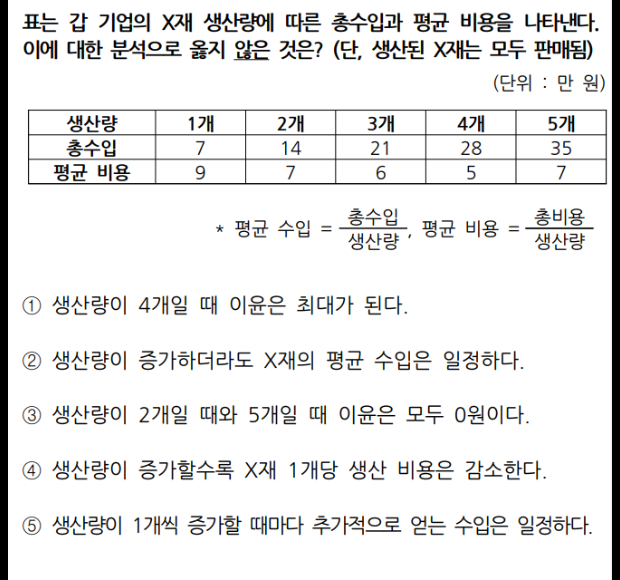 표는 갑 기업의 X재 생산량에 따른 총수입과 평균 비용을 나타낸다.
이에 대한 분석으로 옳지 않은 것은? (단, 생산된 X재는 모두 판매됨)
(단위 : 만 원)
생산량 1개 2개 3개 4개 5개
총수입 7 14 21 28 35
평균 비용 9 7 6 5 7
* 평균 수입 = 총수입/생산량, 평균 비용 = 총비용/생산량
① 생산량이 4개일 때 이윤은 최대가 된다.
② 생산량이 증가하더라도 X재의 평균 수입은 일정하다.
③ 생산량이 2개일 때와 5개일 때 이윤은 모두 0원이다.
④ 생산량이 증가할수록 X재 1개당 생산 비용은 감소한다.
⑤ 생산량이 1개씩 증가할 때마다 추가적으로 얻는 수입은 일정하다.